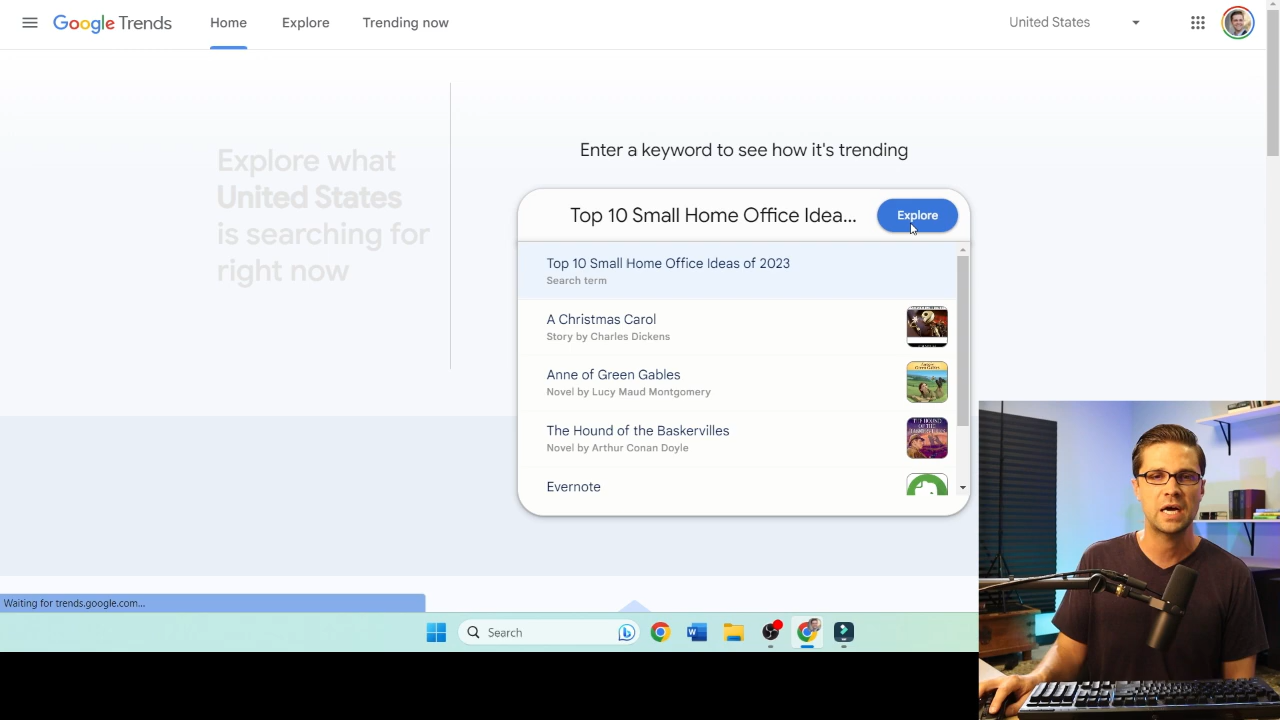 Google Trends
Home
Explore
Trending now
United States
Explore what
United States
is searching for
right now
Enter a keyword to see how it's trending
Top 10 Small Home Office Idea...
Explore
Top 10 Small Home Office Ideas of 2023
Search term
A Christmas Carol
Story by Charles Dickens
Anne of Green Gables
Novel by Lucy Maud Montgomery
The Hound of the Baskervilles
Novel by Arthur Conan Doyle
Evernote
Waiting for trends.google.com...
Search